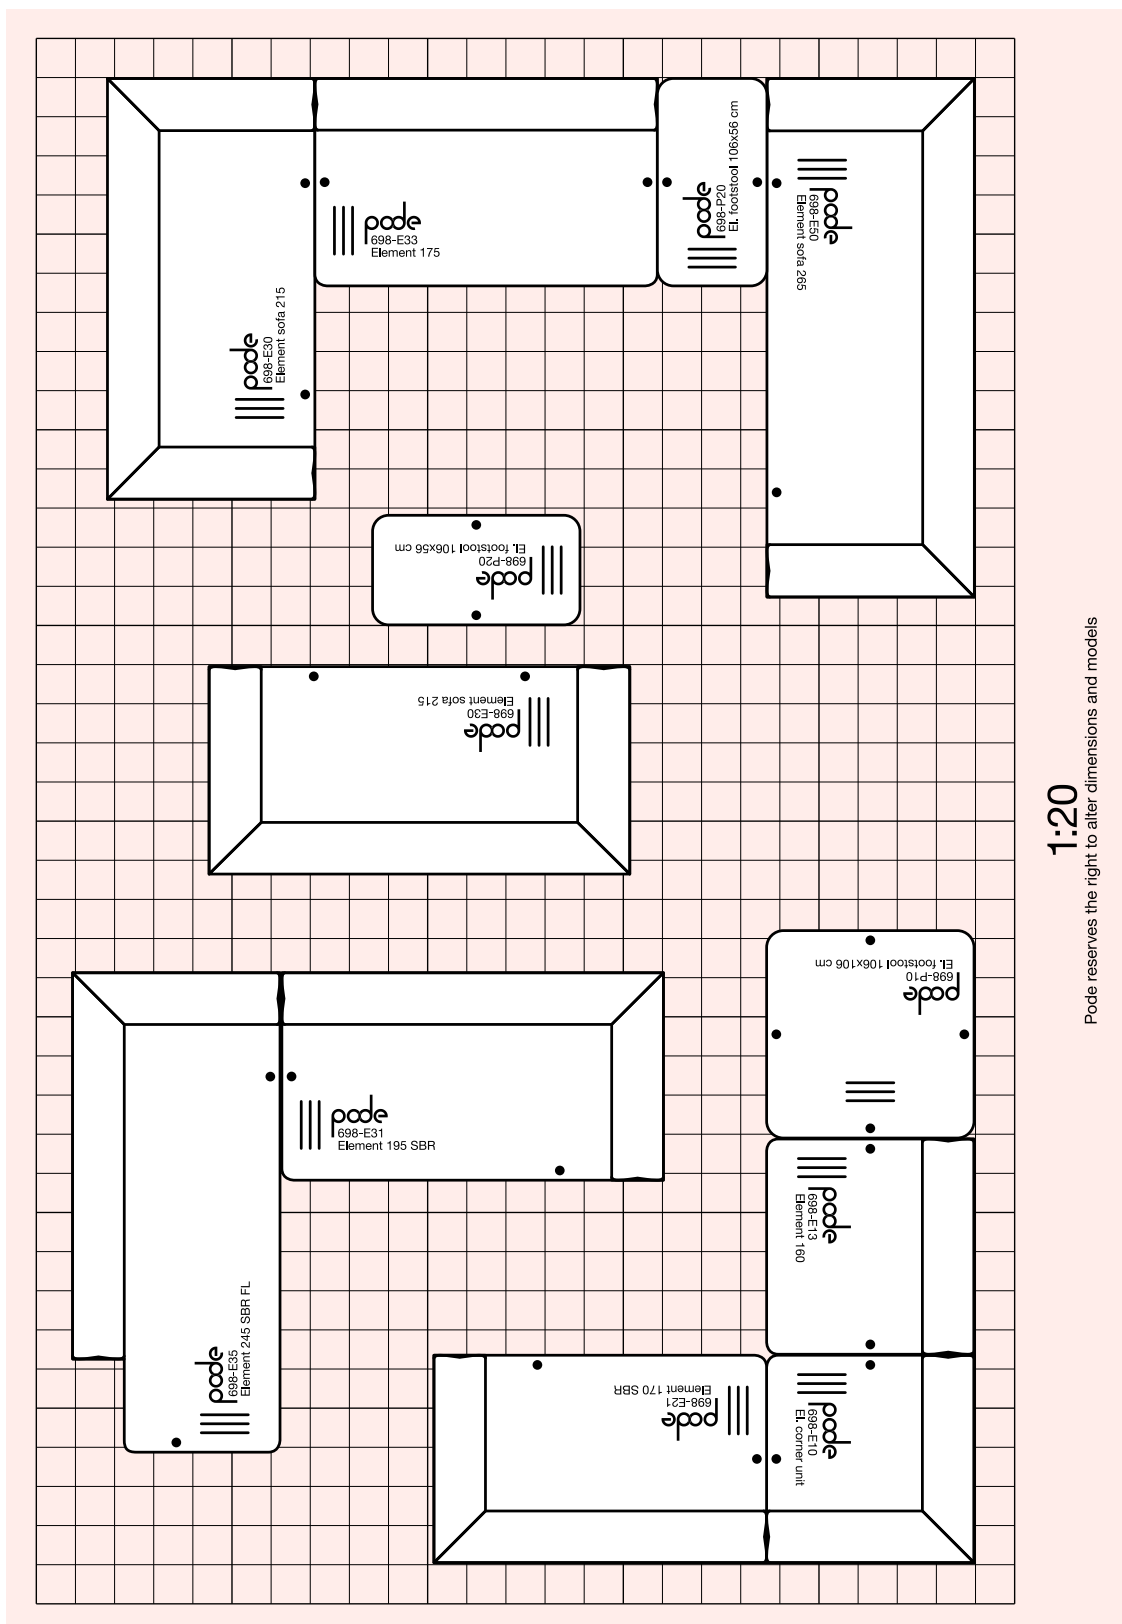 pode
698-E30
Element sofa 215
pode
698-E33
Element 175
pode
698-P20
El. footstool 106x56 cm
pode
698-E50
Element sofa 265
pode
698-P20
El. footstool 106x56 cm
pode
698-E30
Element sofa 215
1:20
Pode reserves the right to alter dimensions and models
pode
698-P10
El. footstool 106x106 cm
pode
698-E31
Element 195 SBR
pode
698-E13
Element 160
pode
698-E35
Element 245 SBR FL
pode
698-E21
Element 170 SBR
pode
698-E10
El. corner unit